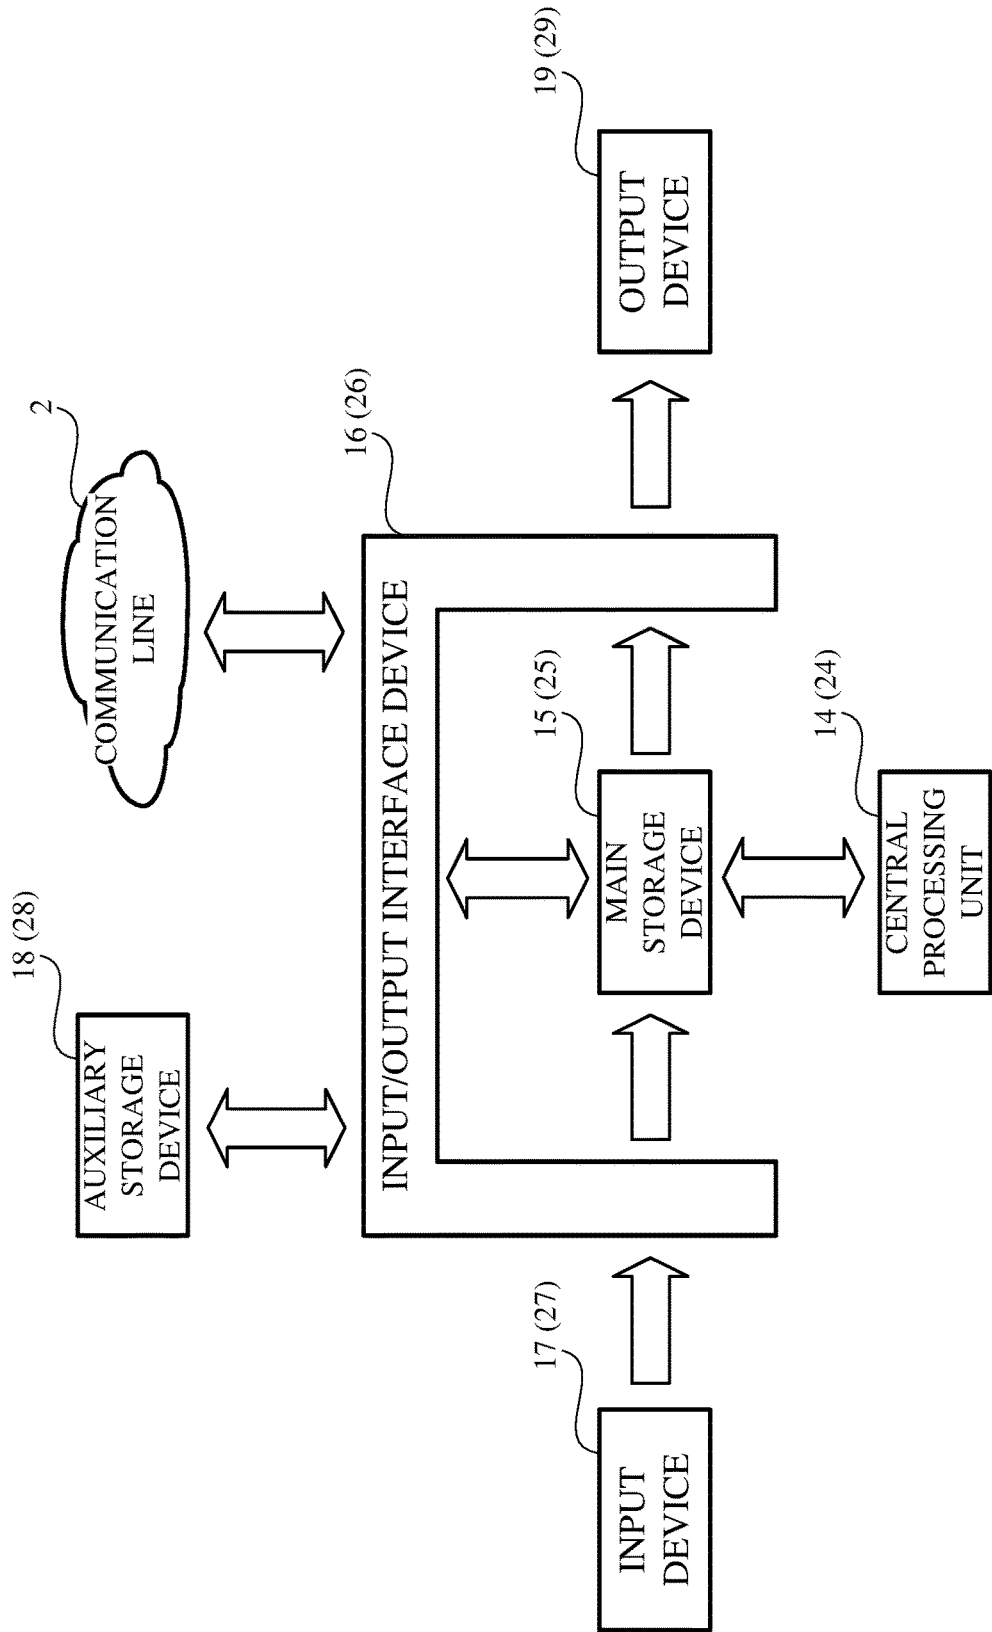 18 (28)
AUXILIARY
STORAGE
DEVICE
2
COMMUNICATION
LINE
16 (26)
INPUT/OUTPUT INTERFACE DEVICE
17 (27)
INPUT
DEVICE
15 (25)
MAIN
STORAGE
DEVICE
19 (29)
OUTPUT
DEVICE
14 (24)
CENTRAL
PROCESSING
UNIT